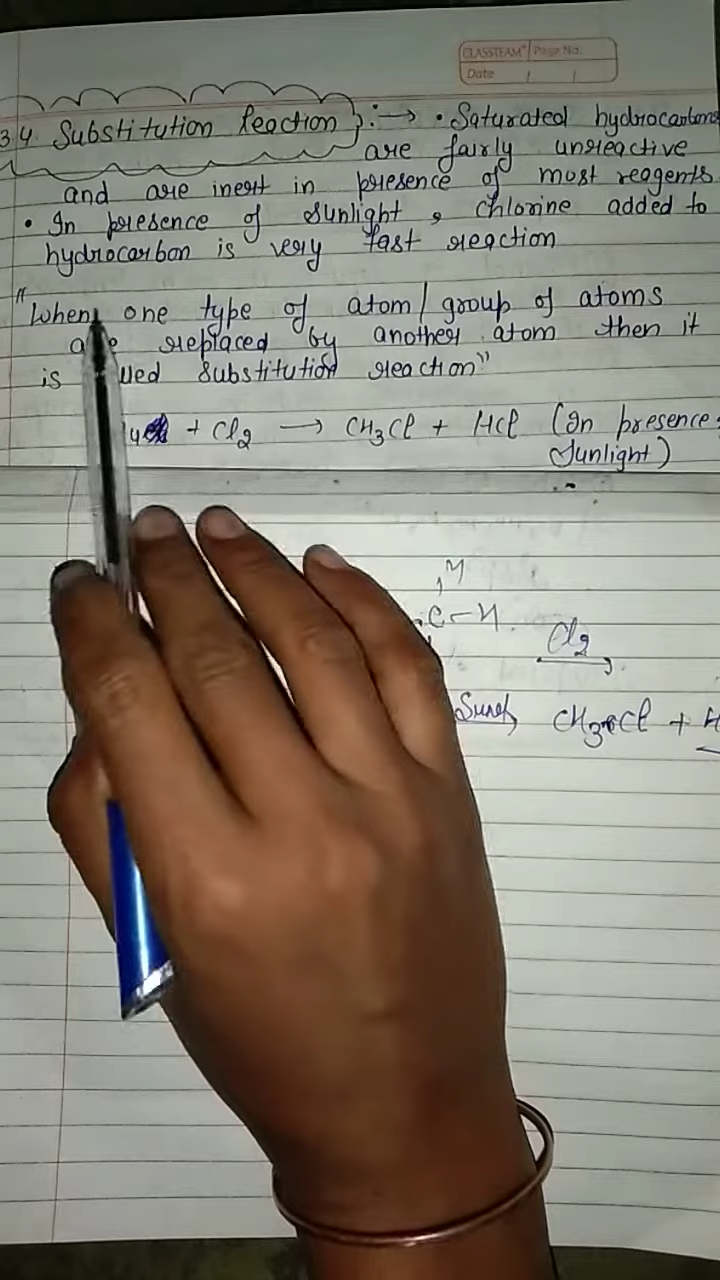 CLASSTEAM Page No.
Date / /
3.4 Substitution Reaction :→ • Saturated hydrocarbons
are fairly unreactive
and are inert in presence of most reagents
• In presence of sunlight , chlorine added to
hydrocarbon is very fast reaction
"When one type of atom/group of atoms
replaced by another atom then it
is substitution reaction"
+ Cl2 → CH3Cl + HCl (In presence
Sunlight)
H
C-H
Cl2
CH3Cl +